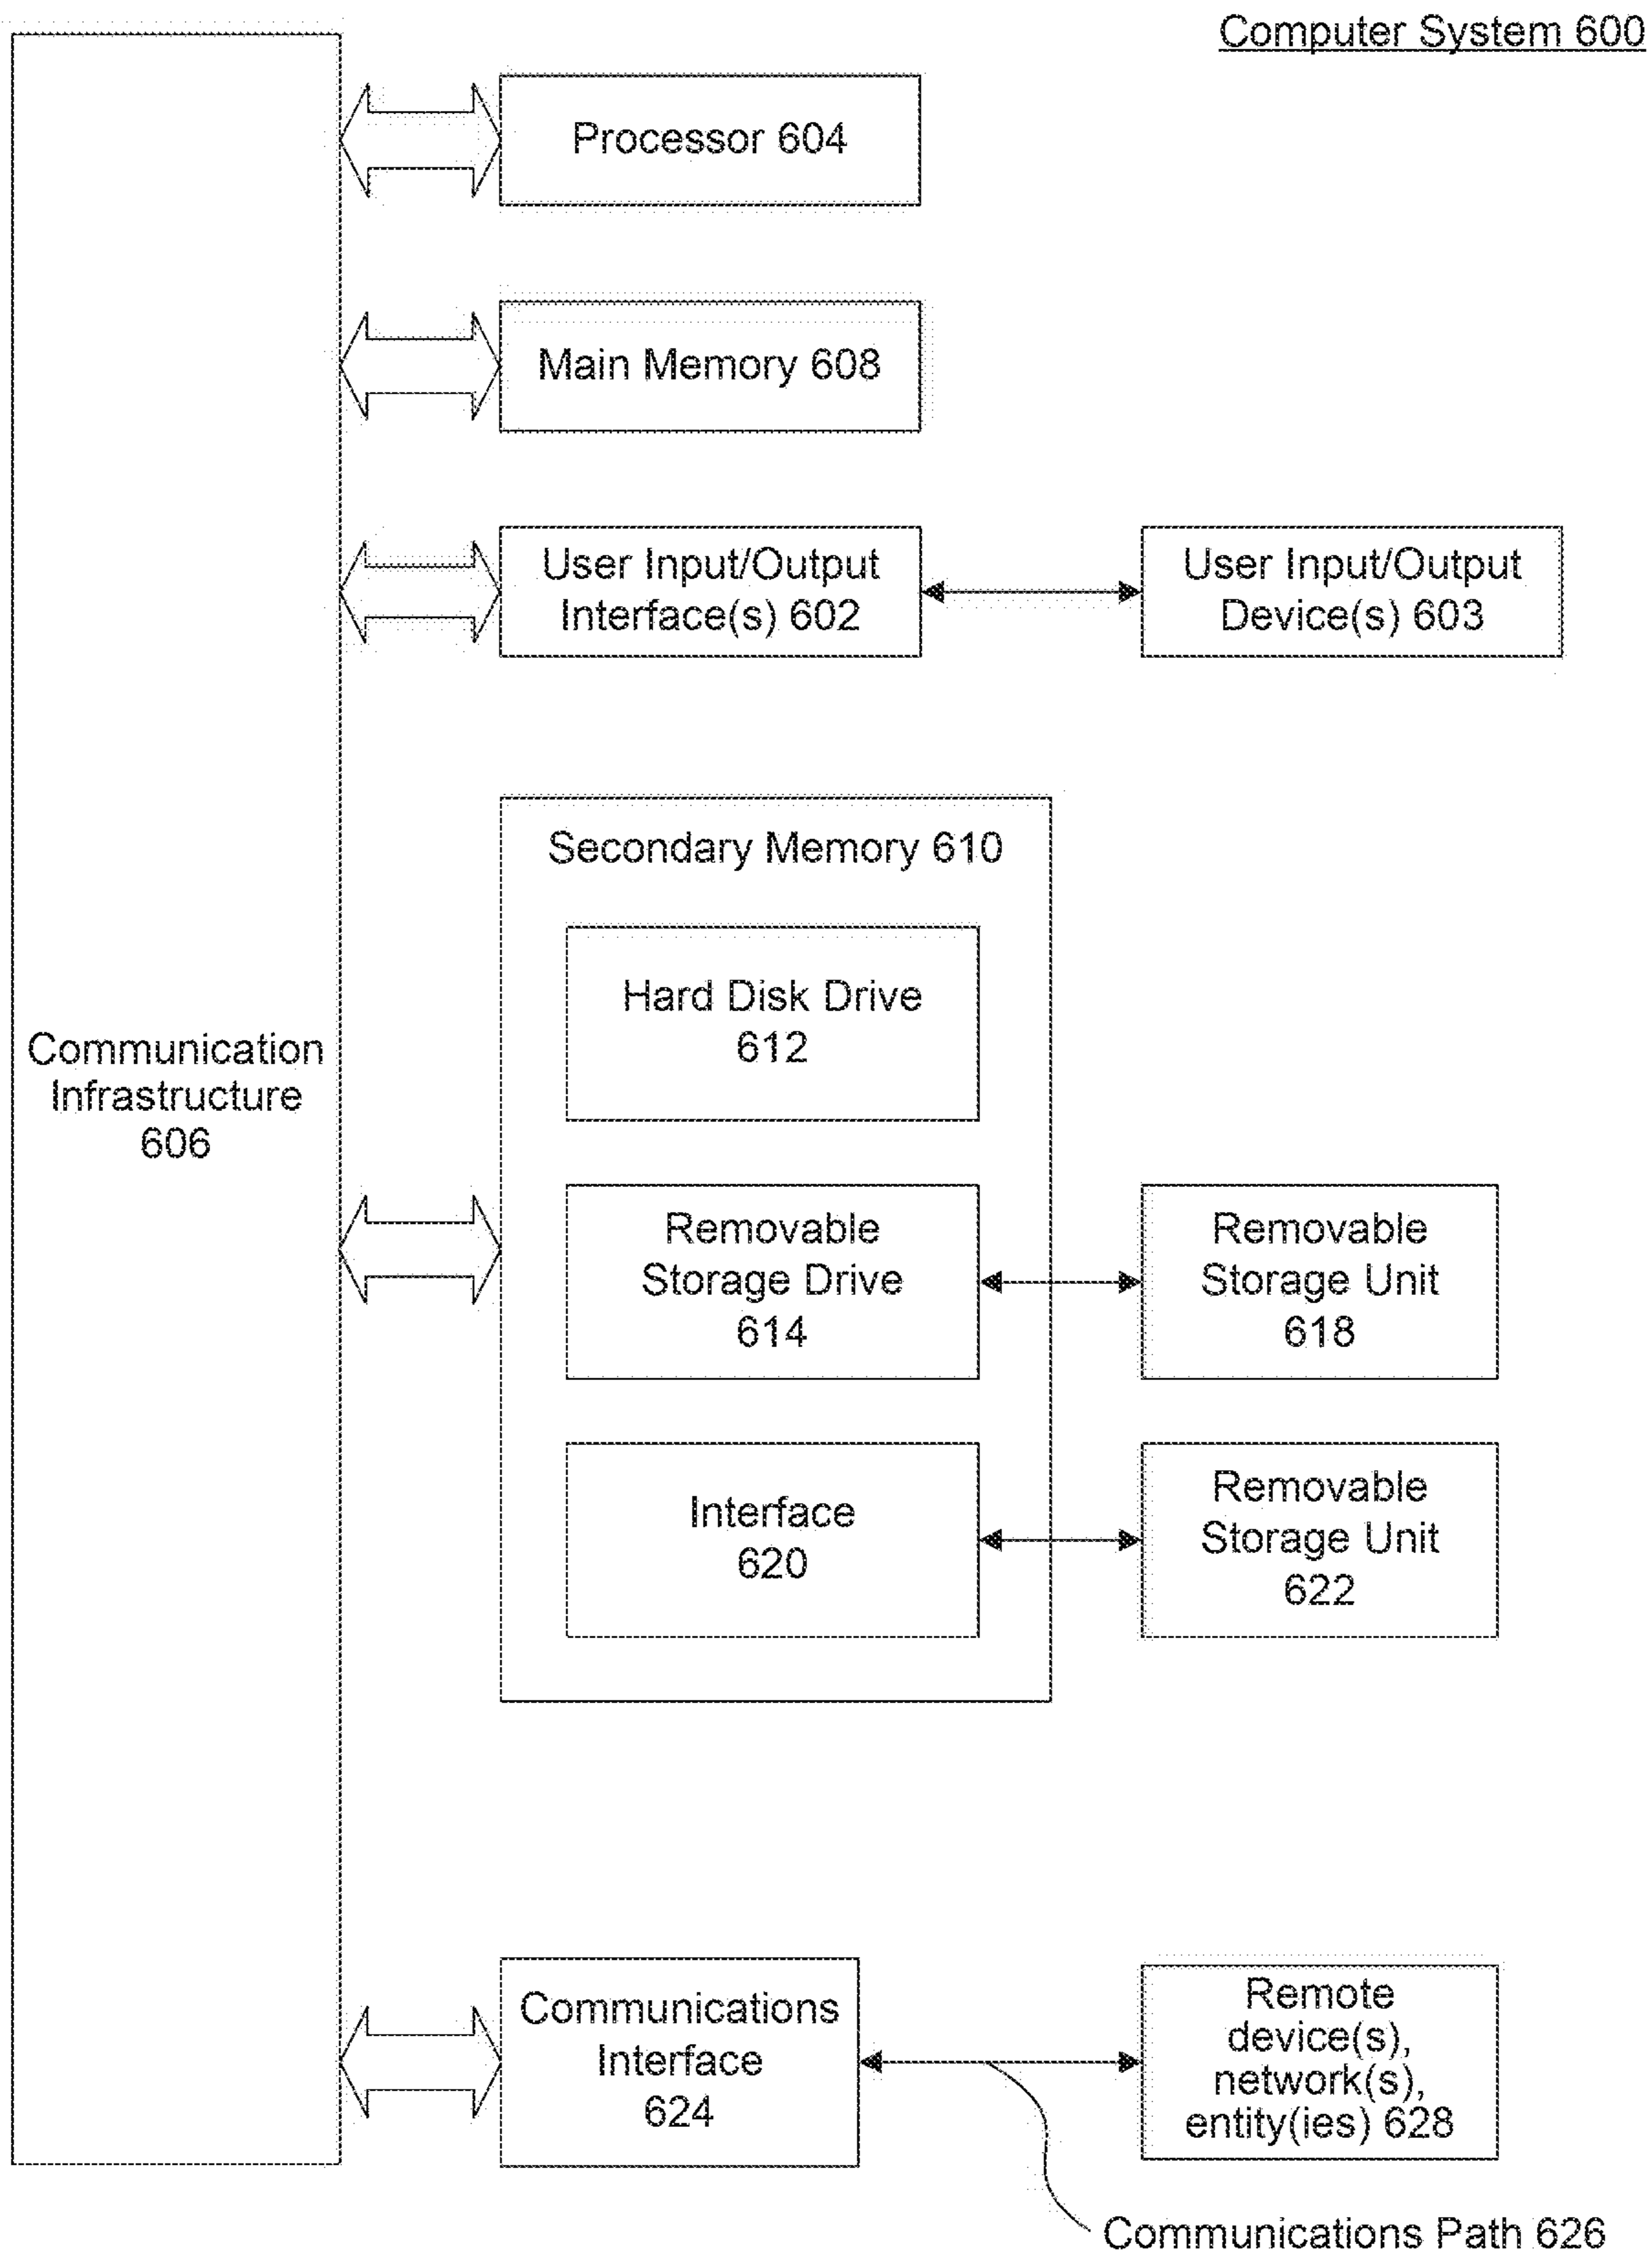 Computer System 600
Processor 604
Main Memory 608
User Input/Output
Interface(s) 602
User Input/Output
Device(s) 603
Secondary Memory 610
Hard Disk Drive
612
Communication
Infrastructure
606
Removable
Storage Drive
614
Removable
Storage Unit
618
Interface
620
Removable
Storage Unit
622
Communications
Interface
624
Remote
device(s),
network(s),
entity(ies) 628
Communications Path 626